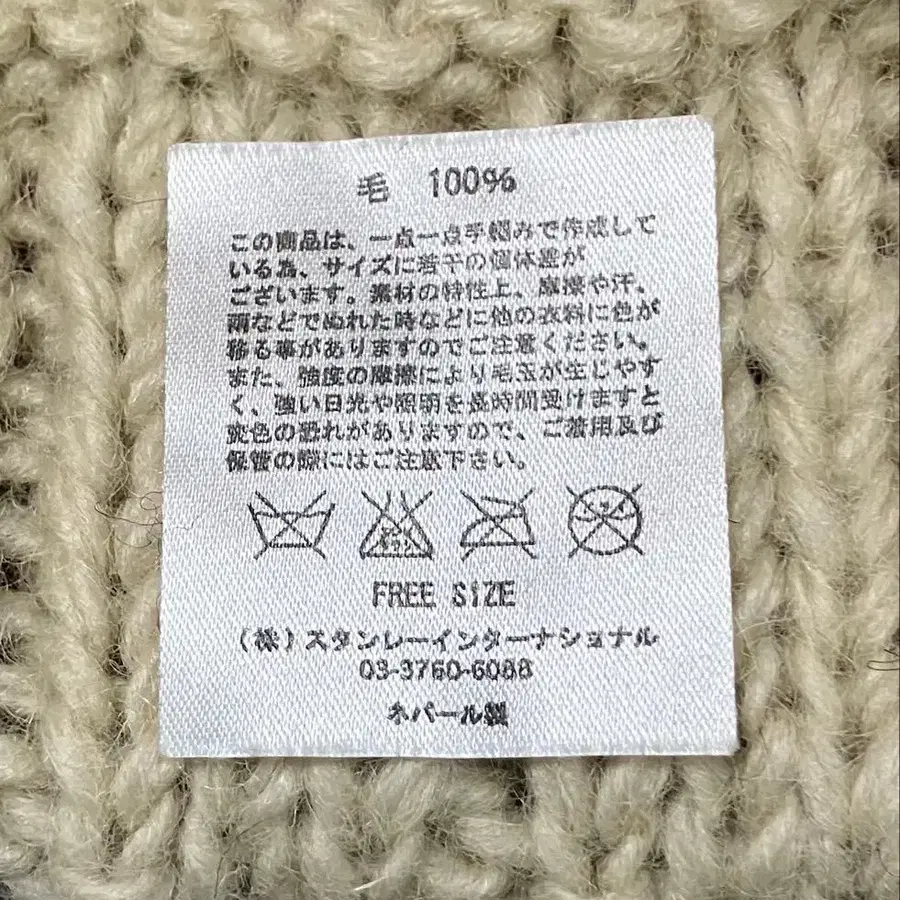 毛 100%
この商品は、一点一点手編みで作成して
いる為、サイズに若干の個体差が
ございます。素材の特性上、摩擦や汗、
雨などでぬれた時などに他の衣料に色が
移る事がありますのでご注意ください。
また、強度の摩擦により毛玉が生じやす
く、強い日光や照明を長時間受けますと
変色の恐れがありますので、ご着用及び
保管の際にはご注意下さい。
エンソ サラシ
FREE SIZE
(株)スタンレーインターナショナル
03-3760-6088
ネパール製